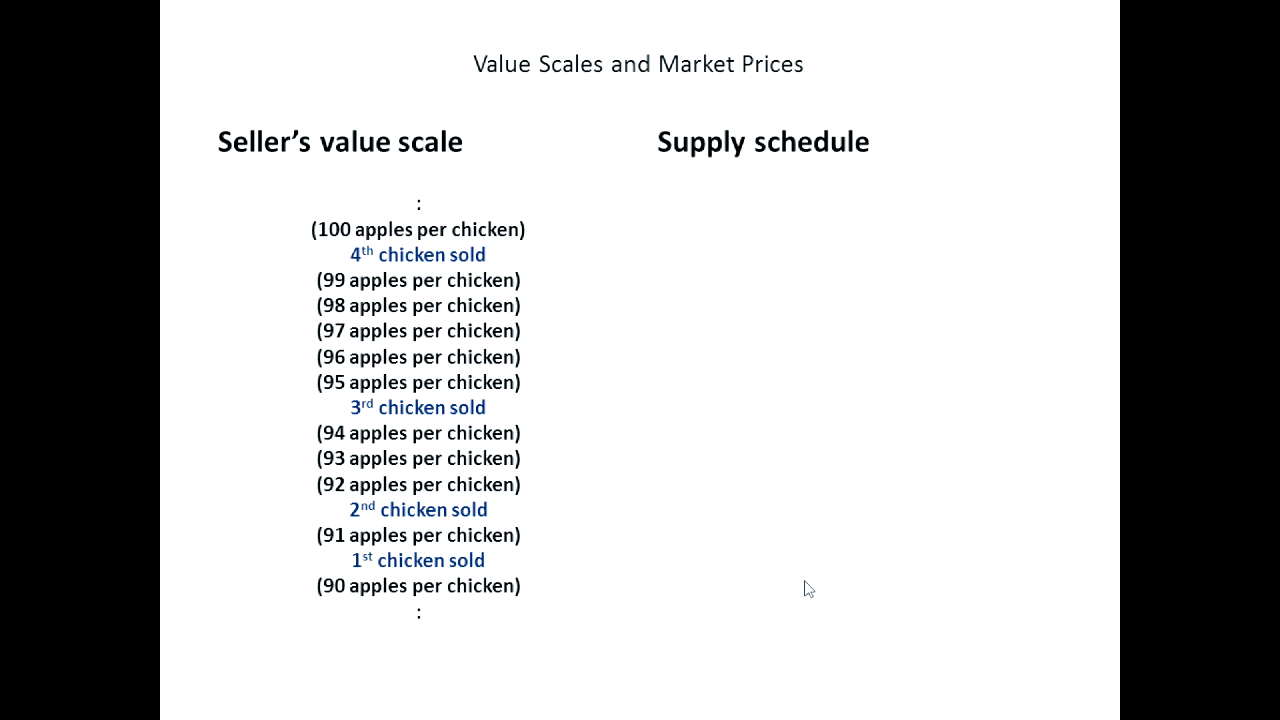 Value Scales and Market Prices
Seller’s value scale
Supply schedule
:
(100 apples per chicken)
4th chicken sold
(99 apples per chicken)
(98 apples per chicken)
(97 apples per chicken)
(96 apples per chicken)
(95 apples per chicken)
3rd chicken sold
(94 apples per chicken)
(93 apples per chicken)
(92 apples per chicken)
2nd chicken sold
(91 apples per chicken)
1st chicken sold
(90 apples per chicken)
: